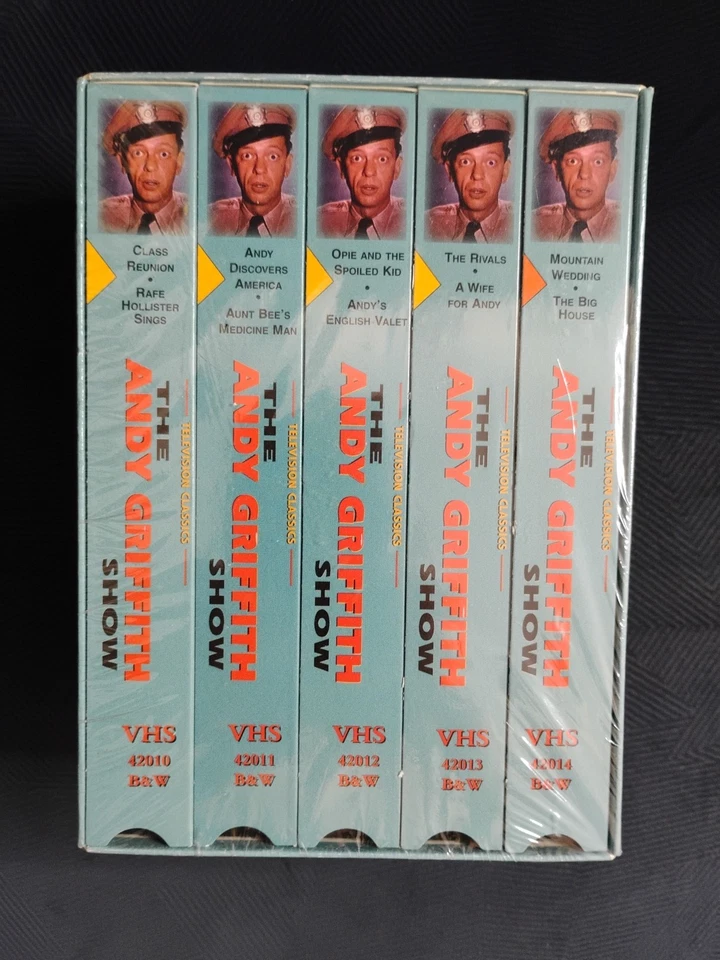 CLASS
REUNION
•
RAFE
HOLLISTER
SINGS
THE
ANDY GRIFFITH
SHOW
TELEVISION CLASSICS
VHS
42010
B&W
ANDY
DISCOVERS
AMERICA
•
AUNT BEE'S
MEDICINE MAN
THE
ANDY GRIFFITH
SHOW
TELEVISION CLASSICS
VHS
42011
B&W
OPIE AND THE
SPOILED KID
•
ANDY'S
ENGLISH VALET
THE
ANDY GRIFFITH
SHOW
TELEVISION CLASSICS
VHS
42012
B&W
THE RIVALS
•
A WIFE
FOR ANDY
THE
ANDY GRIFFITH
SHOW
TELEVISION CLASSICS
VHS
42013
B&W
MOUNTAIN
WEDDING
•
THE BIG
HOUSE
THE
ANDY GRIFFITH
SHOW
TELEVISION CLASSICS
VHS
42014
B&W